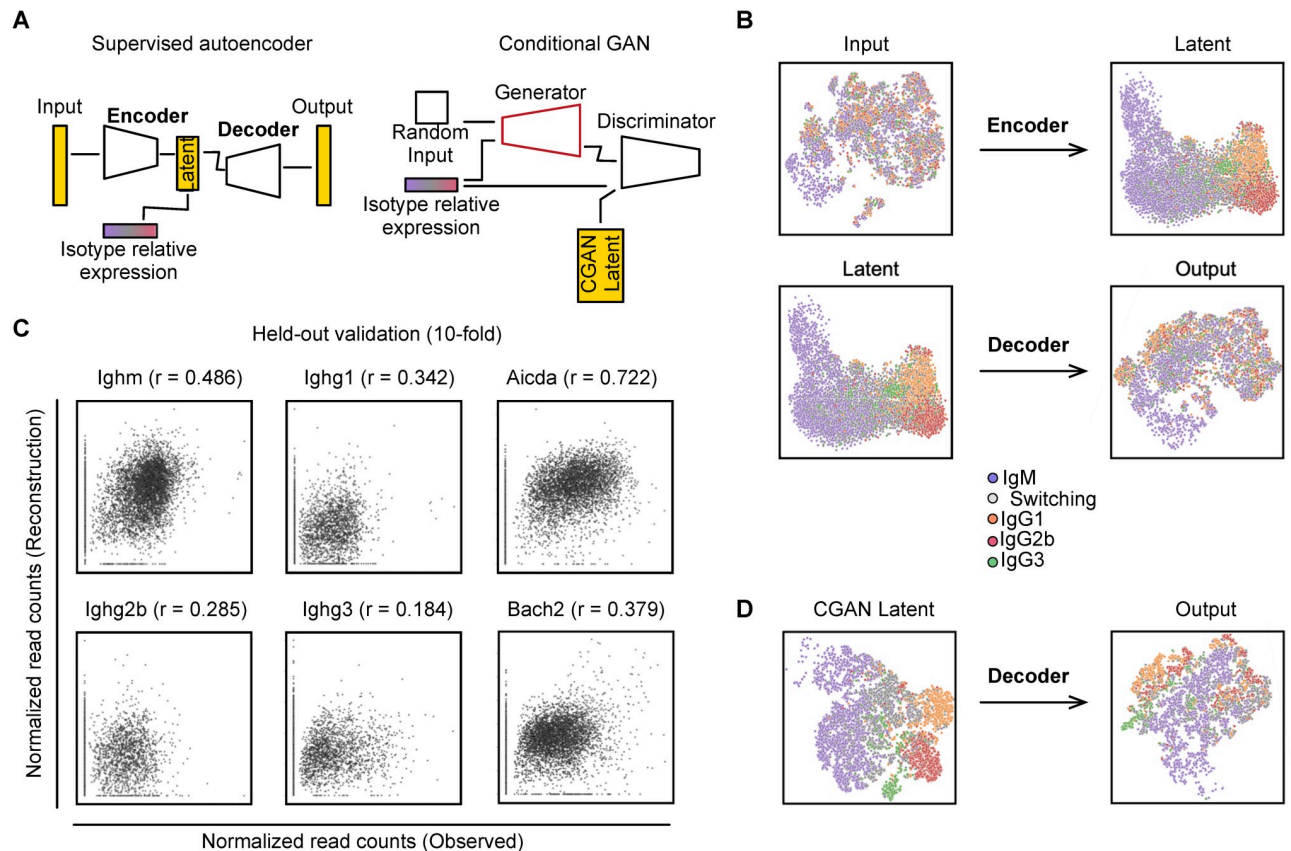 A
Supervised autoencoder
Input
Encoder
Latent
Decoder
Output
Isotype relative
expression
Conditional GAN
Random
Input
Generator
Discriminator
Isotype relative
expression
CGAN
Latent
B
Input
Encoder
Latent
Latent
Decoder
Output
IgM
Switching
IgG1
IgG2b
IgG3
C
Held-out validation (10-fold)
Ighm (r = 0.486)
Ighg1 (r = 0.342)
Aicda (r = 0.722)
Ighg2b (r = 0.285)
Ighg3 (r = 0.184)
Bach2 (r = 0.379)
Normalized read counts (Reconstruction)
Normalized read counts (Observed)
D
CGAN Latent
Decoder
Output